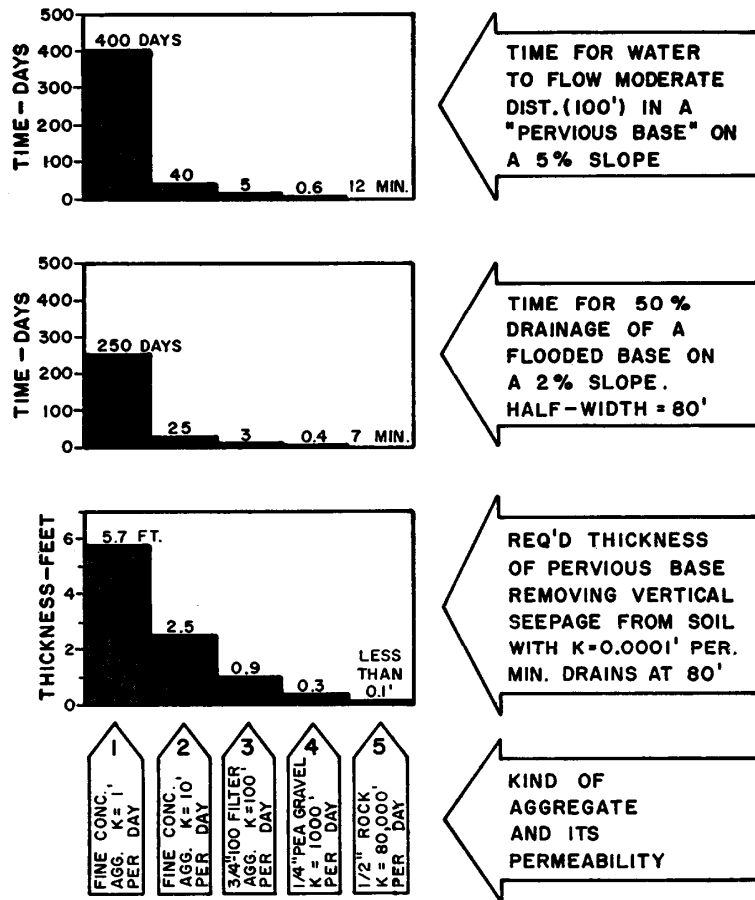 500
400
300
200
100
0
TIME-DAYS
400 DAYS
40
5
0.6
12 MIN.
TIME FOR WATER
TO FLOW MODERATE
DIST.(100') IN A
"PERVIOUS BASE" ON
A 5% SLOPE
500
400
300
200
100
0
TIME-DAYS
250 DAYS
25
3
0.4
7 MIN.
TIME FOR 50%
DRAINAGE OF A
FLOODED BASE ON
A 2% SLOPE.
HALF-WIDTH = 80'
6
4
2
0
THICKNESS-FEET
5.7 FT.
2.5
0.9
0.3
LESS
THAN
0.1'
REQ'D THICKNESS
OF PERVIOUS BASE
REMOVING VERTICAL
SEEPAGE FROM SOIL
WITH K=0.0001' PER.
MIN. DRAINS AT 80'
1
FINE CONC.
AGG. K = 1'
PER DAY
2
FINE CONC.
AGG. K=10'
PER DAY
3
3/4"100 FILTER
AGG. K=100'
PER DAY
4
1/4"PEA GRAVEL
K = 1000'
PER DAY
5
1/2" ROCK
K = 80,000'
PER DAY
KIND OF
AGGREGATE
AND ITS
PERMEABILITY